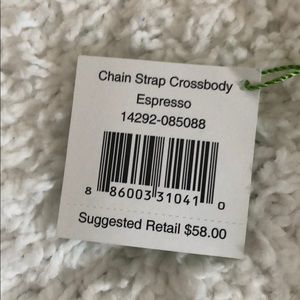 Chain Strap Crossbody
Espresso
14292-085088
8 86003 31041 0
Suggested Retail $58.00